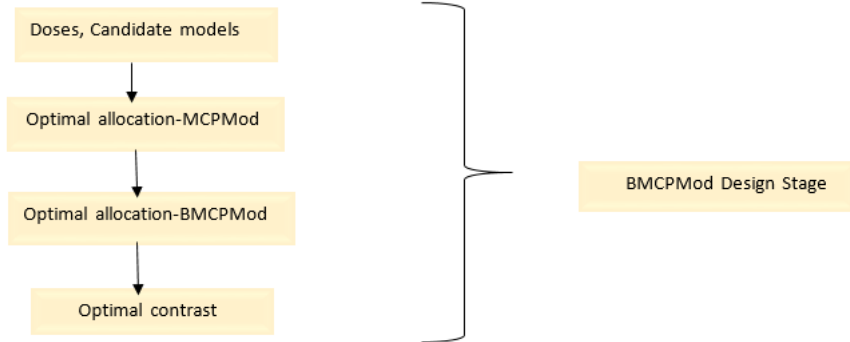 Doses, Candidate models
Optimal allocation-MCPMod
Optimal allocation-BMCPMod
Optimal contrast
BMCPMod Design Stage